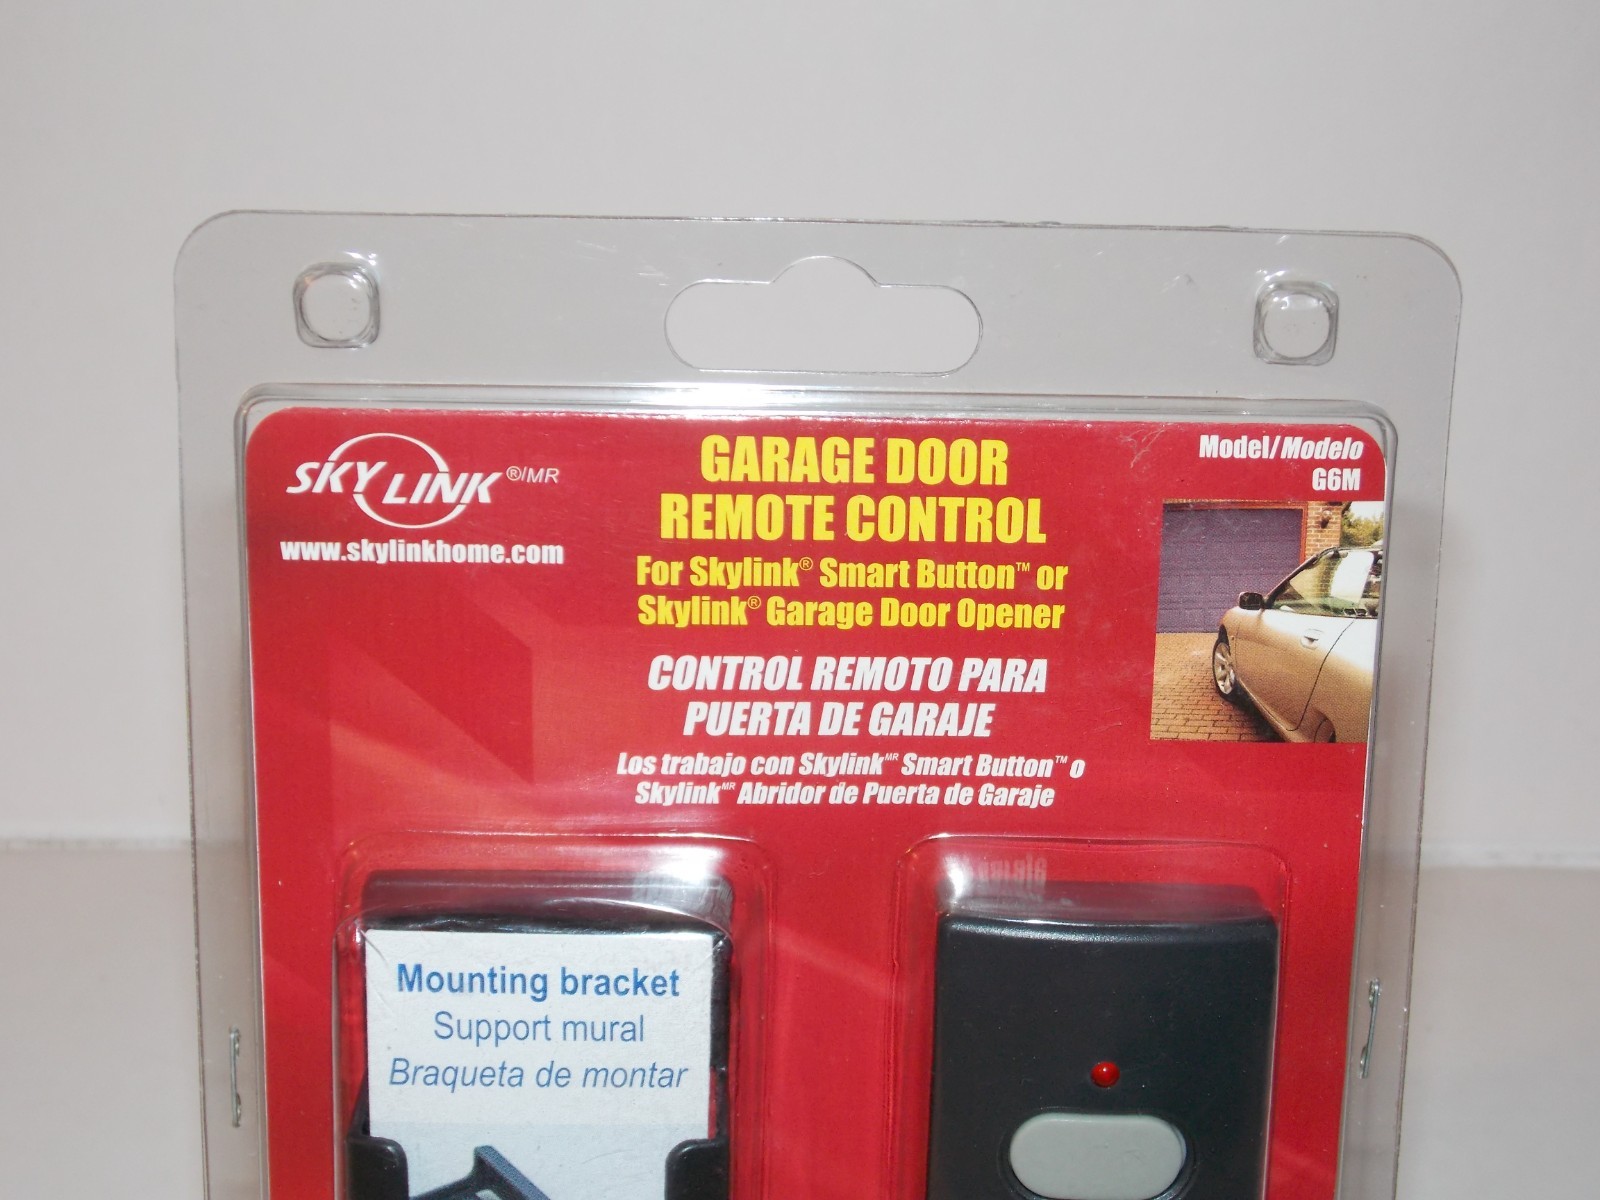 SKYLINK ®/MR
www.skylinkhome.com
GARAGE DOOR
REMOTE CONTROL
For Skylink® Smart Button™ or
Skylink® Garage Door Opener
CONTROL REMOTO PARA
PUERTA DE GARAJE
Los trabajo con Skylink MR Smart Button™ o
Skylink MR Abridor de Puerta de Garaje
Model/Modelo
G6M
Mounting bracket
Support mural
Braqueta de montar